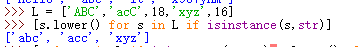 >>> L = ['ABC','acC',18,'xyz',16]
>>> [s.lower() for s in L if isinstance(s,str)]
['abc', 'acc', 'xyz']